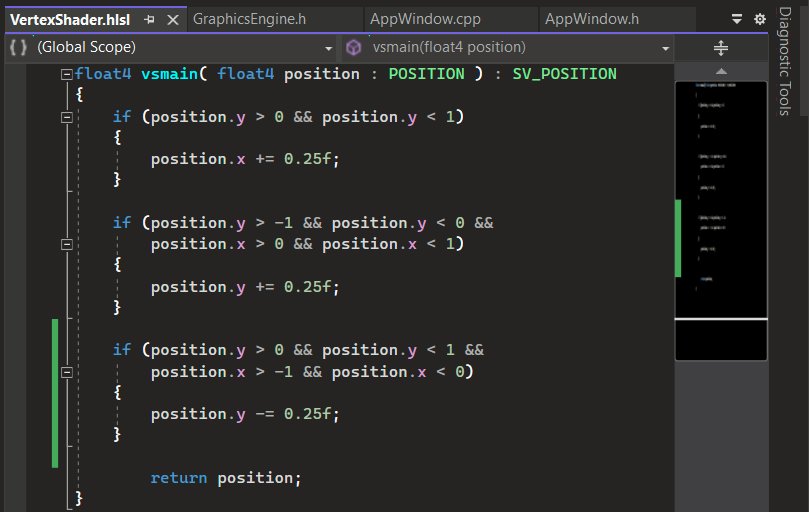 VertexShader.hlsl GraphicsEngine.h AppWindow.cpp AppWindow.h
{ } (Global Scope) vsmain(float4 position)
Diagnostic Tools
float4 vsmain( float4 position : POSITION ) : SV_POSITION
{
if (position.y > 0 && position.y < 1)
{
position.x += 0.25f;
}
if (position.y > -1 && position.y < 0 &&
position.x > 0 && position.x < 1)
{
position.y += 0.25f;
}
if (position.y > 0 && position.y < 1 &&
position.x > -1 && position.x < 0)
{
position.y -= 0.25f;
}
return position;
}